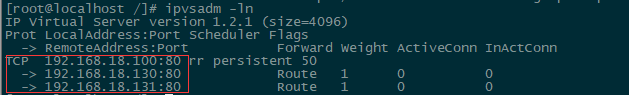 [root@localhost /]# ipvsadm -ln
IP Virtual Server version 1.2.1 (size=4096)
Prot LocalAddress:Port Scheduler Flags
  -> RemoteAddress:Port           Forward Weight ActiveConn InActConn
TCP  192.168.18.100:80 rr persistent 50
  -> 192.168.18.130:80            Route   1      0          0
  -> 192.168.18.131:80            Route   1      0          0